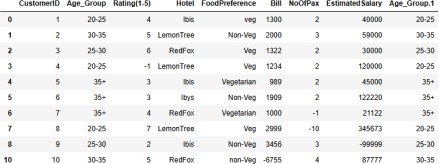 CustomerID Age_Group Rating(1-5) Hotel FoodPreference Bill NoOfPax EstimatedSalary Age_Group.1
0 1 20-25 4 Ibis veg 1300 2 40000 20-25
1 2 30-35 5 LemonTree Non-Veg 2000 3 59000 30-35
2 3 25-30 6 RedFox Veg 1322 2 30000 25-30
3 4 20-25 -1 LemonTree Veg 1234 2 120000 20-25
4 5 35+ 3 Ibis Vegetarian 989 2 45000 35+
5 6 35+ 3 Ibys Non-Veg 1909 2 122220 35+
6 7 35+ 4 RedFox Vegetarian 1000 -1 21122 35+
7 8 20-25 7 LemonTree Veg 2999 -10 345673 20-25
8 9 25-30 2 Ibis Non-Veg 3456 3 -99999 25-30
10 10 30-35 5 RedFox non-Veg -6755 4 87777 30-35